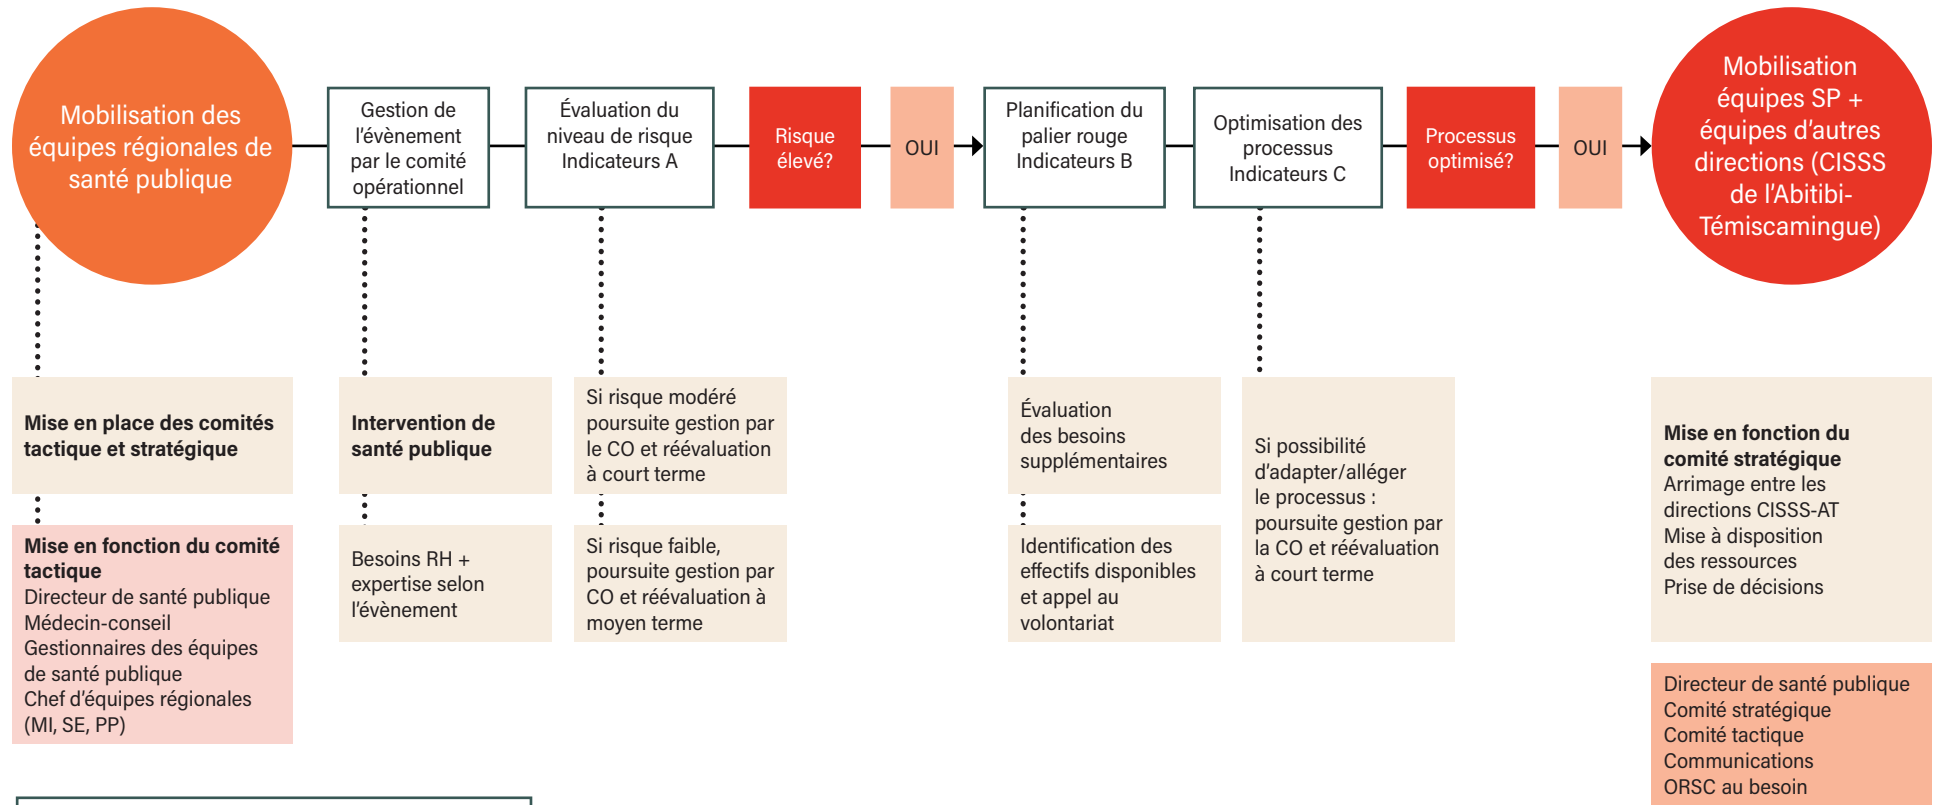 Mobilisation des
équipes régionales de
santé publique
Gestion de
l'évènement
par le comité
opérationnel
Évaluation du
niveau de risque
Indicateurs A
Risque
élevé?
OUI
Planification du
palier rouge
Indicateurs B
Optimisation des
processus
Indicateurs C
Processus
optimisé?
OUI
Mobilisation
équipes SP +
équipes d'autres
directions (CISSS
de l'Abitibi-
Témiscamingue)
Mise en place des comités
tactique et stratégique
Mise en fonction du comité
tactique
Directeur de santé publique
Médecin-conseil
Gestionnaires des équipes
de santé publique
Chef d'équipes régionales
(MI, SE, PP)
Intervention de
santé publique
Besoins RH +
expertise selon
l'évènement
Si risque modéré
poursuite gestion par
le CO et réévaluation
à court terme
Si risque faible,
poursuite gestion par
CO et réévaluation à
moyen terme
Évaluation
des besoins
supplémentaires
Identification des
effectifs disponibles
et appel au
volontariat
Si possibilité
d'adapter/alléger
le processus :
poursuite gestion par
la CO et réévaluation
à court terme
Mise en fonction du
comité stratégique
Arrimage entre les
directions CISSS-AT
Mise à disposition
des ressources
Prise de décisions
Directeur de santé publique
Comité stratégique
Comité tactique
Communications
ORSC au besoin